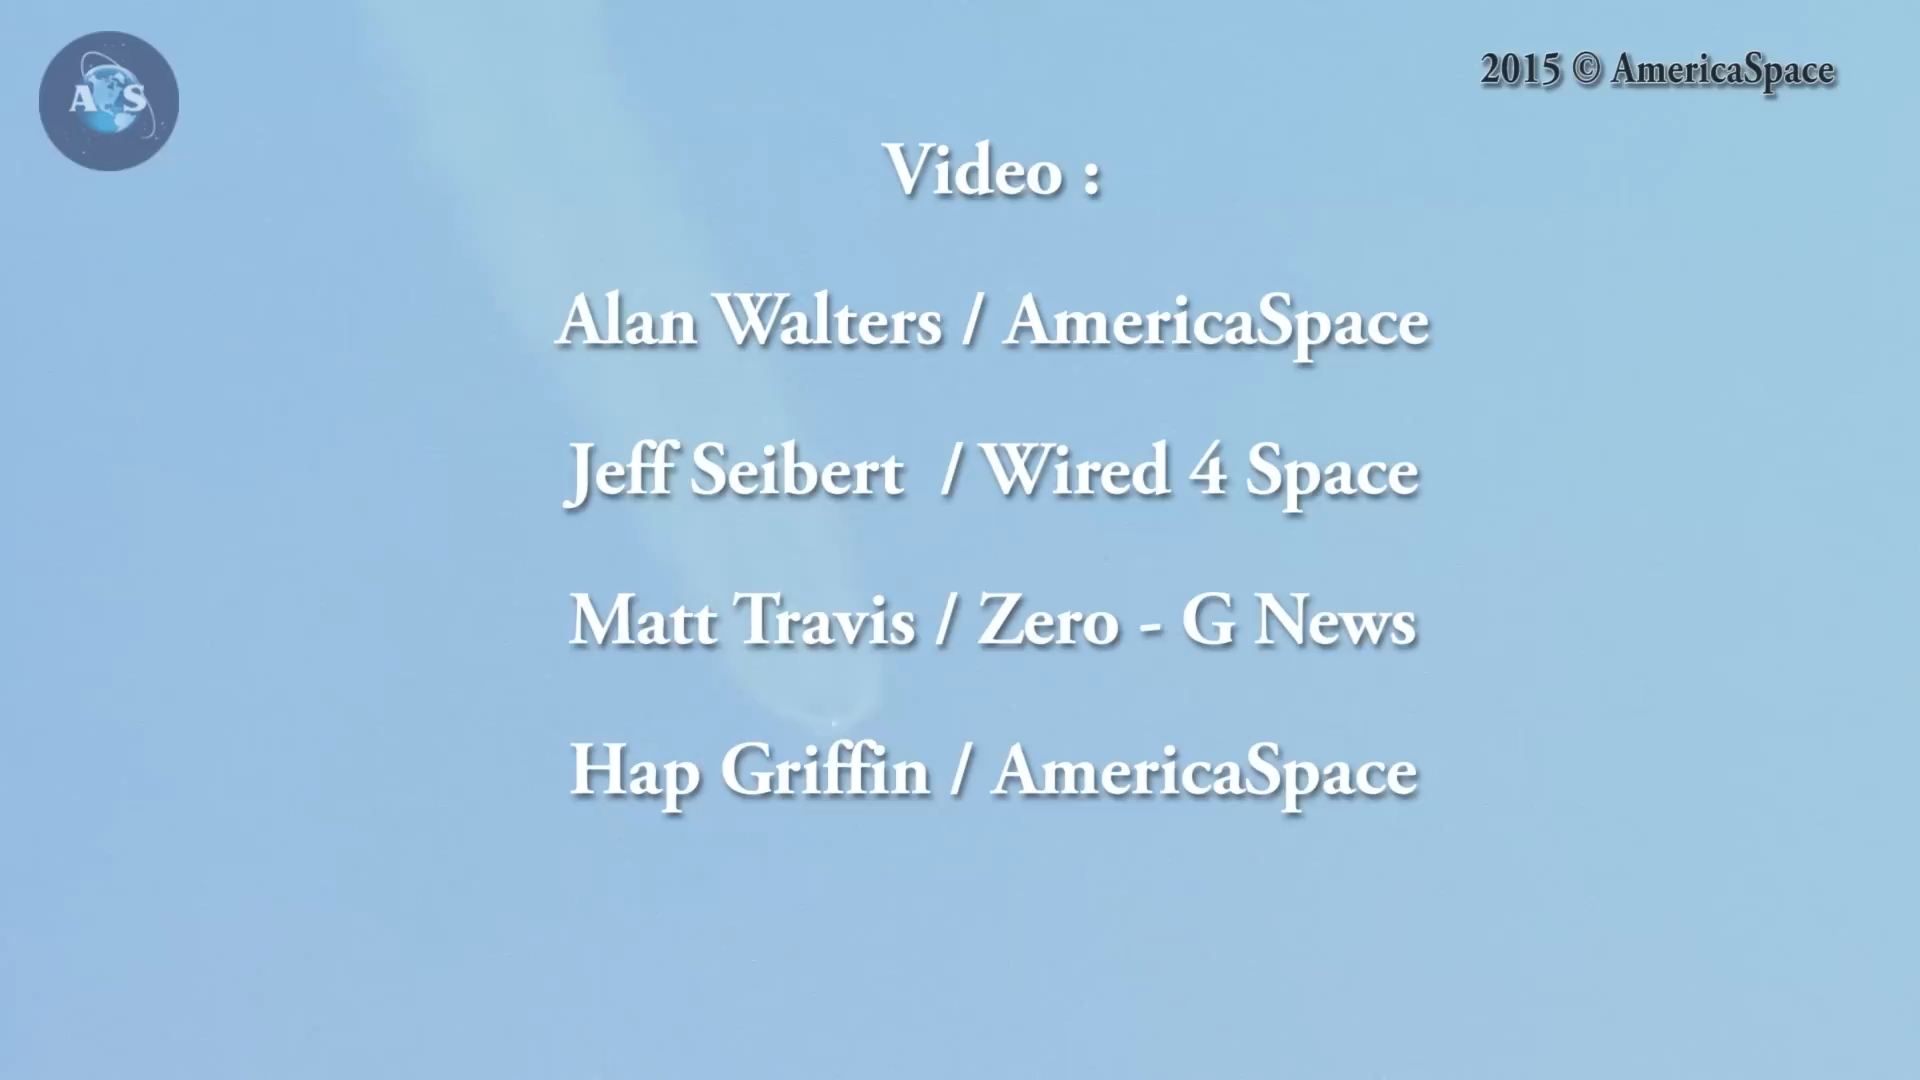 A S
2015 © AmericaSpace
Video :
Alan Walters / AmericaSpace
Jeff Seibert / Wired 4 Space
Matt Travis / Zero - G News
Hap Griffin / AmericaSpace